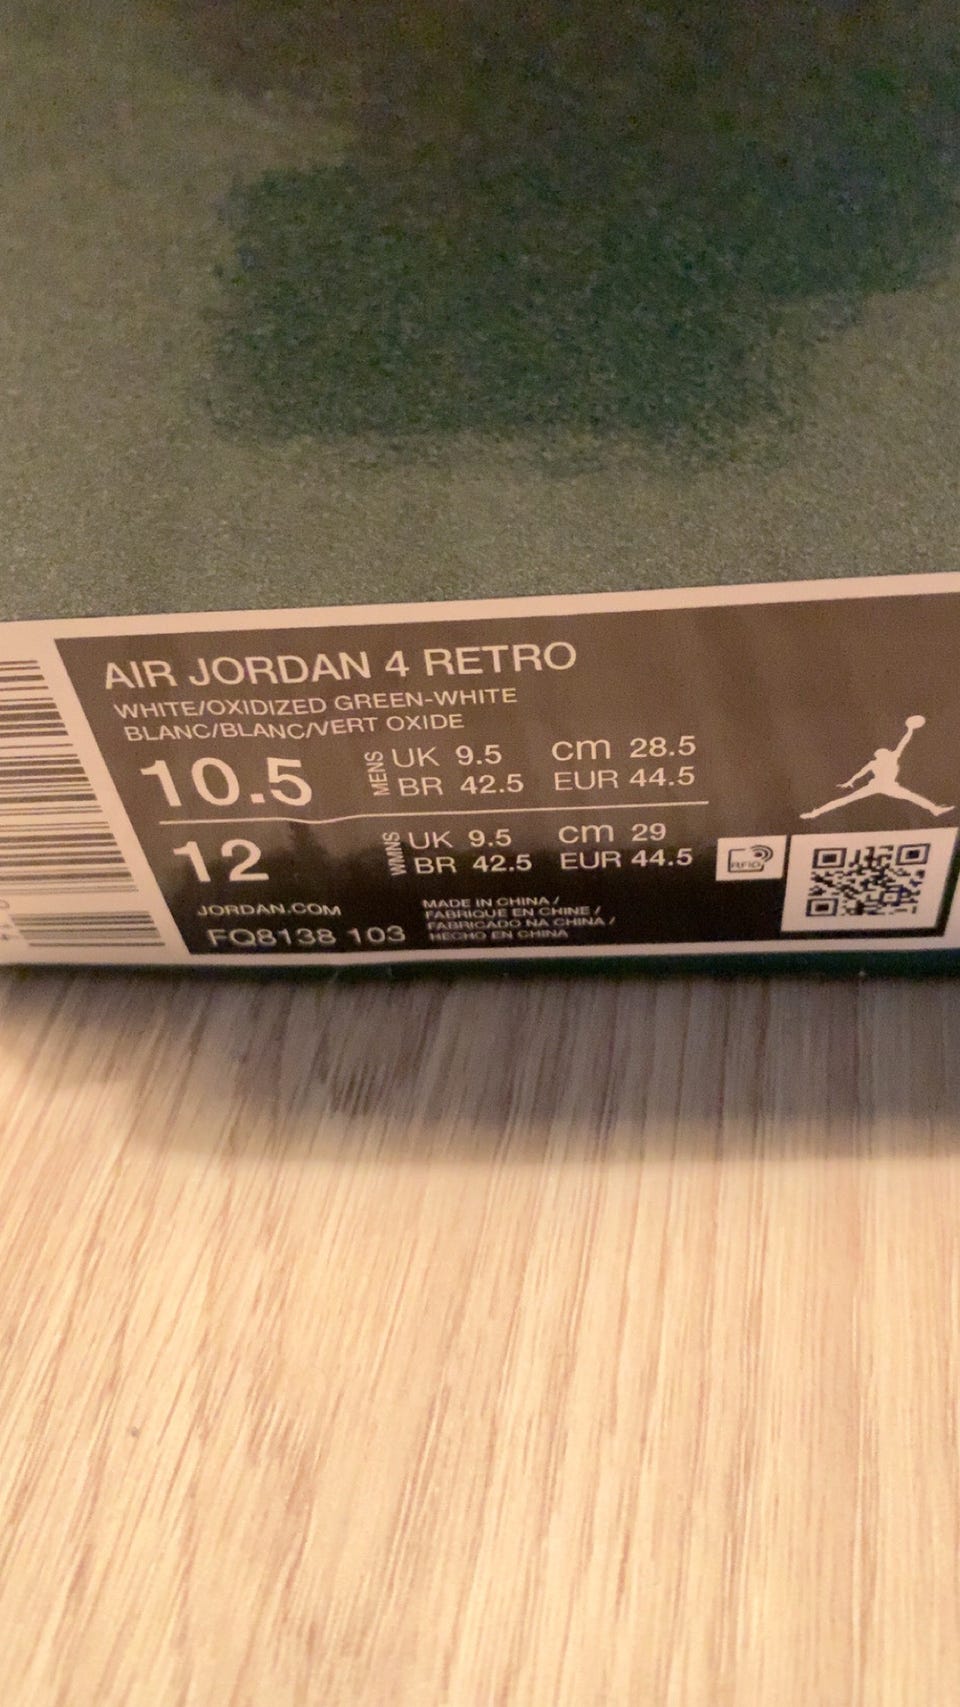 AIR JORDAN 4 RETRO
WHITE/OXIDIZED GREEN-WHITE
BLANC/BLANC/VERT OXIDE
10.5 MENS UK 9.5 cm 28.5
BR 42.5 EUR 44.5
12 WMNS UK 9.5 cm 29
BR 42.5 EUR 44.5
RFID
JORDAN.COM
FQ8138 103
MADE IN CHINA /
FABRIQUE EN CHINE /
FABRICADO NA CHINA /
HECHO EN CHINA